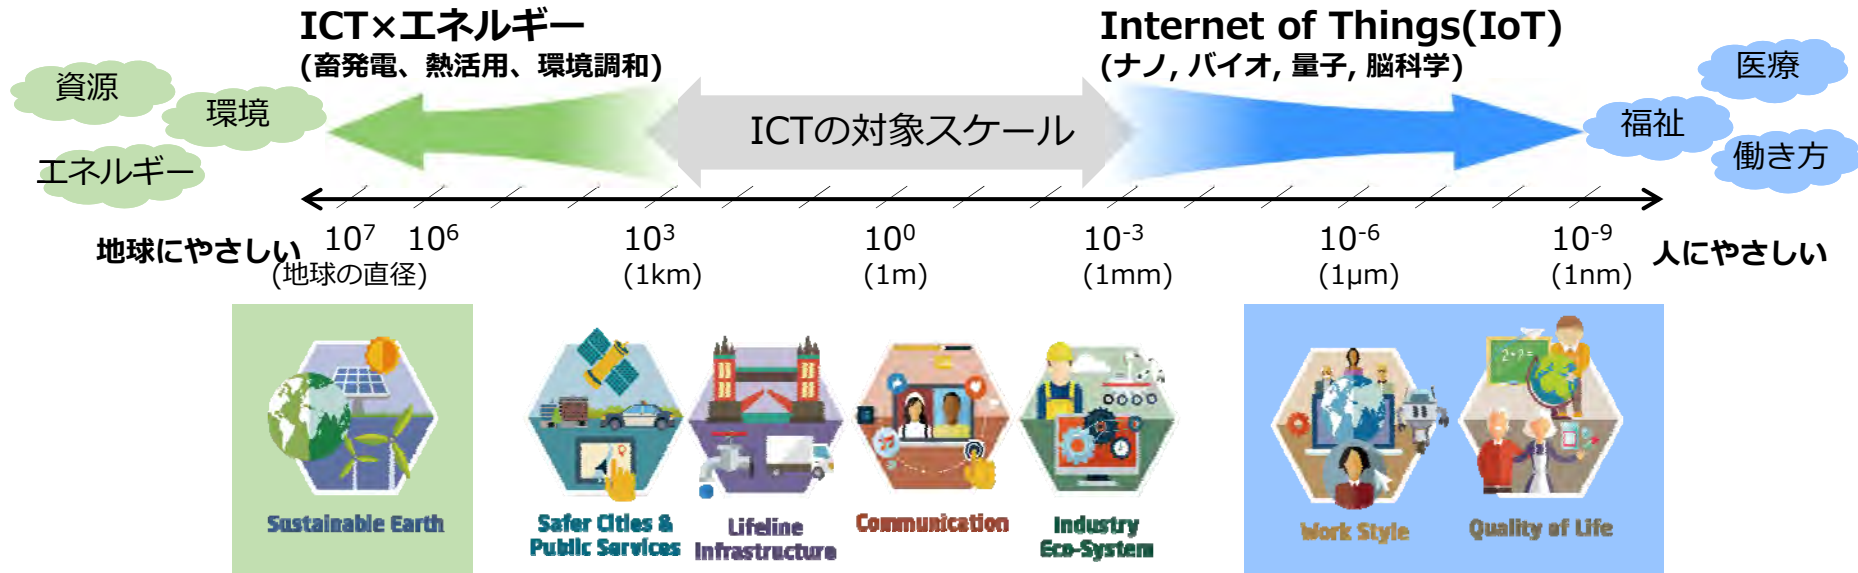 ICT×エネルギー
(畜発電、熱活用、環境調和)
Internet of Things(IoT)
(ナノ, バイオ, 量子, 脳科学)
資源
環境
エネルギー
ICTの対象スケール
医療
福祉
働き方
地球にやさしい
10⁷
(地球の直径)
10⁶
10³
(1km)
10⁰
(1m)
10⁻³
(1mm)
10⁻⁶
(1μm)
10⁻⁹
(1nm)
人にやさしい
2+2=
Sustainable Earth
Safer Cities &
Public Services
Lifeline
Infrastructure
Communication
Industry
Eco-System
Work Style
Quality of Life